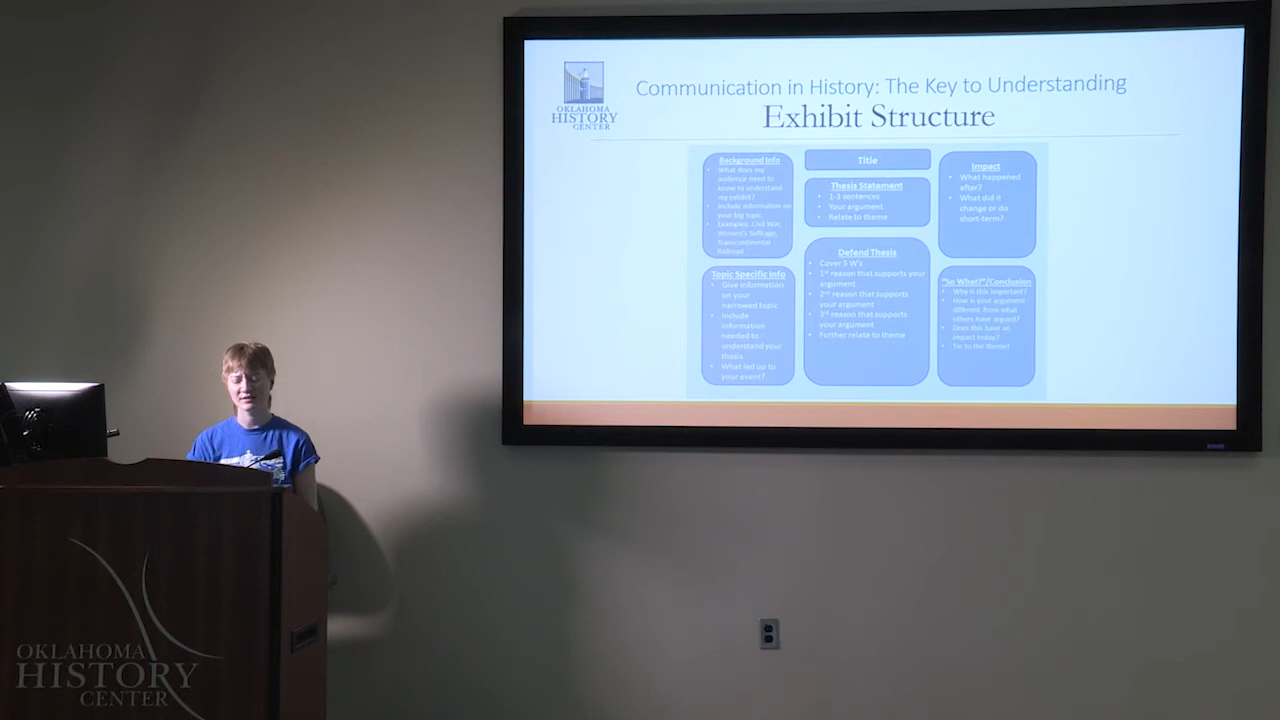 OKLAHOMA
HISTORY
CENTER
Communication in History: The Key to Understanding
Exhibit Structure
Background Info
• What does my
audience need to
know to understand
my exhibit?
• Include information on
your big topic
• Examples: Civil War,
Women's Suffrage,
Transcontinental
Railroad
Topic Specific Info
• Give information
on your
narrowed topic.
• Include
information
needed to
understand your
thesis.
• What led up to
your event?
Title
Thesis Statement
• 1-3 sentences
• Your argument
• Relate to theme
Defend Thesis
• Cover 5 W's
• 1st reason that supports your
argument
• 2nd reason that supports
your argument
• 3rd reason that supports
your argument
• Further relate to theme
Impact
• What happened
after?
• What did it
change or do
short-term?
"So What?"/Conclusion
• Why is this important?
• How is your argument
different from what
others have argued?
• Does this have an
impact today?
• Tie to the theme!
OKLAHOMA
HISTORY
CENTER